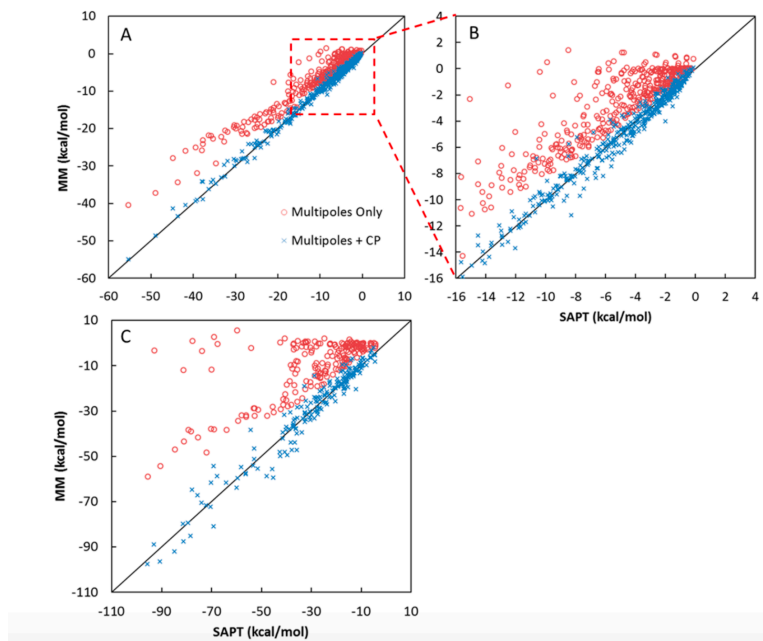 A
10
0
-10
-20
-30
-40
-50
-60
MM (kcal/mol)
-60 -50 -40 -30 -20 -10 0 10
Multipoles Only
Multipoles + CP
B
4
2
0
-2
-4
-6
-8
-10
-12
-14
-16
-16 -14 -12 -10 -8 -6 -4 -2 0 2 4
SAPT (kcal/mol)
C
10
-10
-30
-50
-70
-90
-110
MM (kcal/mol)
-110 -90 -70 -50 -30 -10 10
SAPT (kcal/mol)